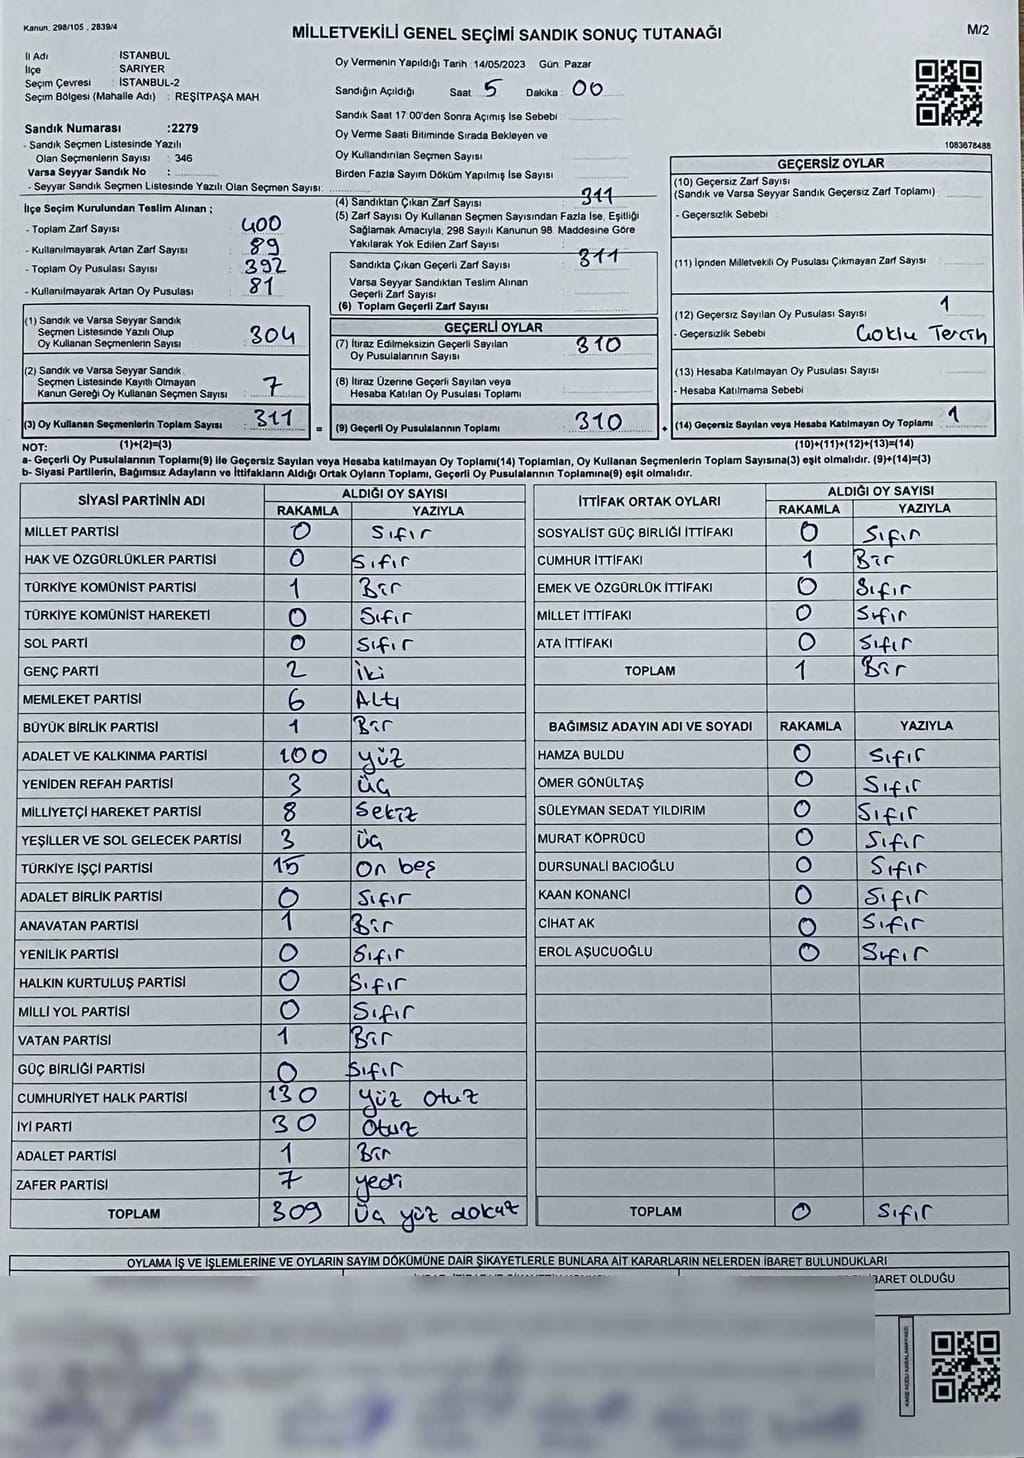 Kanun. 298/105 , 2839/4
MİLLETVEKİLİ GENEL SEÇİMİ SANDIK SONUÇ TUTANAĞI
M/2
İl Adı : İSTANBUL
İlçe SARIYER
Seçim Çevresi : İSTANBUL-2
Seçim Bölgesi (Mahalle Adı) : REŞİTPAŞA MAH
Sandık Numarası :2279
- Sandık Seçmen Listesinde Yazılı
Olan Seçmenlerin Sayısı : 346
Varsa Seyyar Sandık No :
- Seyyar Sandık Seçmen Listesinde Yazılı Olan Seçmen Sayısı:
Oy Vermenin Yapıldığı Tarih :14/05/2023 Gün: Pazar
Sandığın Açıldığı Saat: 5 Dakika: 00
Sandık Saat 17:00'den Sonra Açımış İse Sebebi :
Oy Verme Saati Bitiminde Sırada Bekleyen ve
Oy Kullandırılan Seçmen Sayısı :
Birden Fazla Sayım Döküm Yapılmış İse Sayısı :
1083678488
İlçe Seçim Kurulundan Teslim Alınan ;
- Toplam Zarf Sayısı : 400
- Kullanılmayarak Artan Zarf Sayısı : 89
- Toplam Oy Pusulası Sayısı : 392
- Kullanılmayarak Artan Oy Pusulası : 81
(1) Sandık ve Varsa Seyyar Sandık
Seçmen Listesinde Yazılı Olup
Oy Kullanan Seçmenlerin Sayısı : 304
(2) Sandık ve Varsa Seyyar Sandık
Seçmen Listesinde Kayıtlı Olmayan
Kanun Gereği Oy Kullanan Seçmen Sayısı : 7
(3) Oy Kullanan Seçmenlerin Toplam Sayısı : 311
(4) Sandıktan Çıkan Zarf Sayısı : 311
(5) Zarf Sayısı Oy Kullanan Seçmen Sayısından Fazla İse, Eşitliği
Sağlamak Amacıyla, 298 Sayılı Kanunun 98. Maddesine Göre
Yakılarak Yok Edilen Zarf Sayısı :
Sandıkta Çıkan Geçerli Zarf Sayısı : 311
Varsa Seyyar Sandıktan Teslim Alınan
Geçerli Zarf Sayısı :
(6) Toplam Geçerli Zarf Sayısı :
GEÇERLİ OYLAR
(7) İtiraz Edilmeksizin Geçerli Sayılan
Oy Pusulalarının Sayısı : 310
(8) İtiraz Üzerine Geçerli Sayılan veya
Hesaba Katılan Oy Pusulası Toplamı :
= (9) Geçerli Oy Pusulalarının Toplamı : 310
GEÇERSİZ OYLAR
(10) Geçersiz Zarf Sayısı
(Sandık ve Varsa Seyyar Sandık Geçersiz Zarf Toplamı) :
- Geçersizlik Sebebi :
(11) İçinden Milletvekili Oy Pusulası Çıkmayan Zarf Sayısı :
(12) Geçersiz Sayılan Oy Pusulası Sayısı : 1
- Geçersizlik Sebebi : Çoklu Tercih
(13) Hesaba Katılmayan Oy Pusulası Sayısı :
- Hesaba Katılmama Sebebi :
+ (14) Geçersiz Sayılan veya Hesaba Katılmayan Oy Toplamı : 1
NOT: (1)+(2)=(3) (10)+(11)+(12)+(13)=(14)
a- Geçerli Oy Pusulalarının Toplamı(9) ile Geçersiz Sayılan veya Hesaba katılmayan Oy Toplamı(14) Toplamları, Oy Kullanan Seçmenlerin Toplam Sayısına(3) eşit olmalıdır. (9)+(14)=(3)
b- Siyasi Partilerin, Bağımsız Adayların ve İttifakların Aldığı Ortak Oyların Toplamı, Geçerli Oy Pusulalarının Toplamına(9) eşit olmalıdır.
SİYASİ PARTİNİN ADI ALDIĞI OY SAYISI
RAKAMLA YAZIYLA
MİLLET PARTİSİ 0 Sıfır
HAK VE ÖZGÜRLÜKLER PARTİSİ 0 Sıfır
TÜRKİYE KOMÜNİST PARTİSİ 1 Bir
TÜRKİYE KOMÜNİST HAREKETİ 0 Sıfır
SOL PARTİ 0 Sıfır
GENÇ PARTİ 2 İki
MEMLEKET PARTİSİ 6 Altı
BÜYÜK BİRLİK PARTİSİ 1 Bir
ADALET VE KALKINMA PARTİSİ 100 yüz
YENİDEN REFAH PARTİSİ 3 Üç
MİLLİYETÇİ HAREKET PARTİSİ 8 Sekiz
YEŞİLLER VE SOL GELECEK PARTİSİ 3 Üç
TÜRKİYE İŞÇİ PARTİSİ 15 On beş
ADALET BİRLİK PARTİSİ 0 Sıfır
ANAVATAN PARTİSİ 1 Bir
YENİLİK PARTİSİ 0 Sıfır
HALKIN KURTULUŞ PARTİSİ 0 Sıfır
MİLLİ YOL PARTİSİ 0 Sıfır
VATAN PARTİSİ 1 Bir
GÜÇ BİRLİĞİ PARTİSİ 0 Sıfır
CUMHURİYET HALK PARTİSİ 130 yüz otuz
İYİ PARTİ 30 Otuz
ADALET PARTİSİ 1 Bir
ZAFER PARTİSİ 7 yedi
TOPLAM 309 Üç yüz dokuz
İTTİFAK ORTAK OYLARI ALDIĞI OY SAYISI
RAKAMLA YAZIYLA
SOSYALİST GÜÇ BİRLİĞİ İTTİFAKI 0 Sıfır
CUMHUR İTTİFAKI 1 Bir
EMEK VE ÖZGÜRLÜK İTTİFAKI 0 Sıfır
MİLLET İTTİFAKI 0 Sıfır
ATA İTTİFAKI 0 Sıfır
TOPLAM 1 Bir
BAĞIMSIZ ADAYIN ADI VE SOYADI RAKAMLA YAZIYLA
HAMZA BULDU 0 Sıfır
ÖMER GÖNÜLTAŞ 0 Sıfır
SÜLEYMAN SEDAT YILDIRIM 0 Sıfır
MURAT KÖPRÜCÜ 0 Sıfır
DURSUNALİ BACIOĞLU 0 Sıfır
KAAN KONANCİ 0 Sıfır
CİHAT AK 0 Sıfır
EROL AŞUCUOĞLU 0 Sıfır
TOPLAM 0 Sıfır
OYLAMA İŞ VE İŞLEMLERİNE VE OYLARIN SAYIM DÖKÜMÜNE DAİR ŞİKAYETLERLE BUNLARA AİT KARARLARIN NELERDEN İBARET BULUNDUKLARI
İBARET OLDUĞU